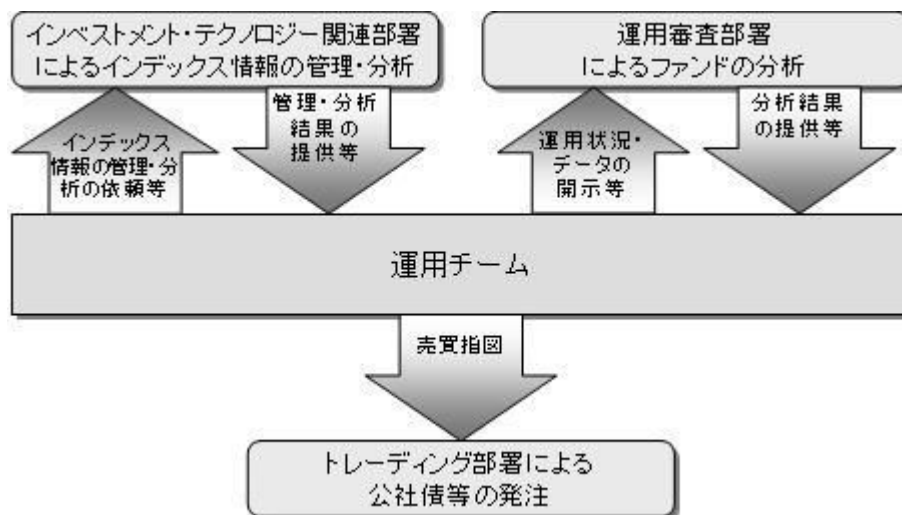 インベストメント・テクノロジー関連部署
によるインデックス情報の管理・分析
運用審査部署
によるファンドの分析
インデックス
情報の管理・分
析の依頼等
管理・分析
結果の
提供等
運用状況・
データの
開示等
分析結果
の提供等
運用チーム
売買指図
トレーディング部署による
公社債等の発注